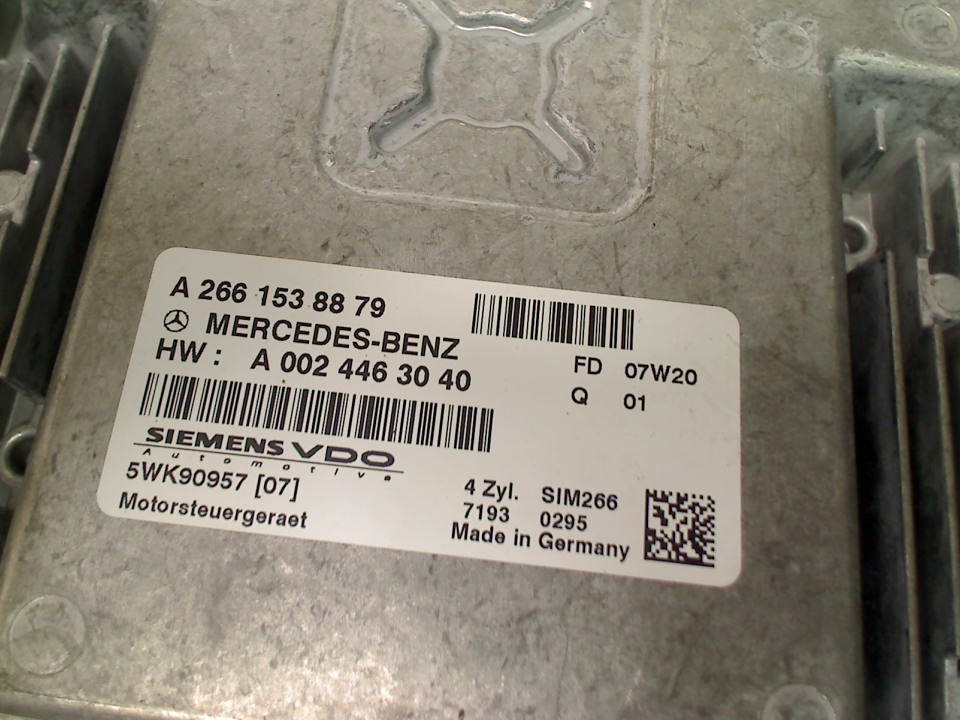 A 266 153 88 79
MERCEDES-BENZ
HW : A 002 446 30 40
FD 07W20
Q 01
SIEMENS VDO
Automotive
5WK90957 [07]
Motorsteuergeraet
4 Zyl. SIM266
7193 0295
Made in Germany